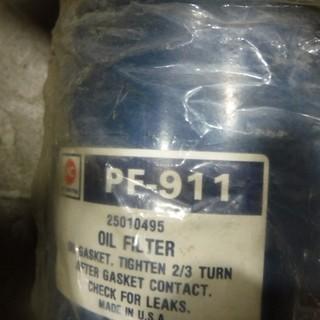 PF-911
25010495
OIL FILTER
GASKET. TIGHTEN 2/3 TURN
AFTER GASKET CONTACT.
CHECK FOR LEAKS.
MADE IN U.S.A.